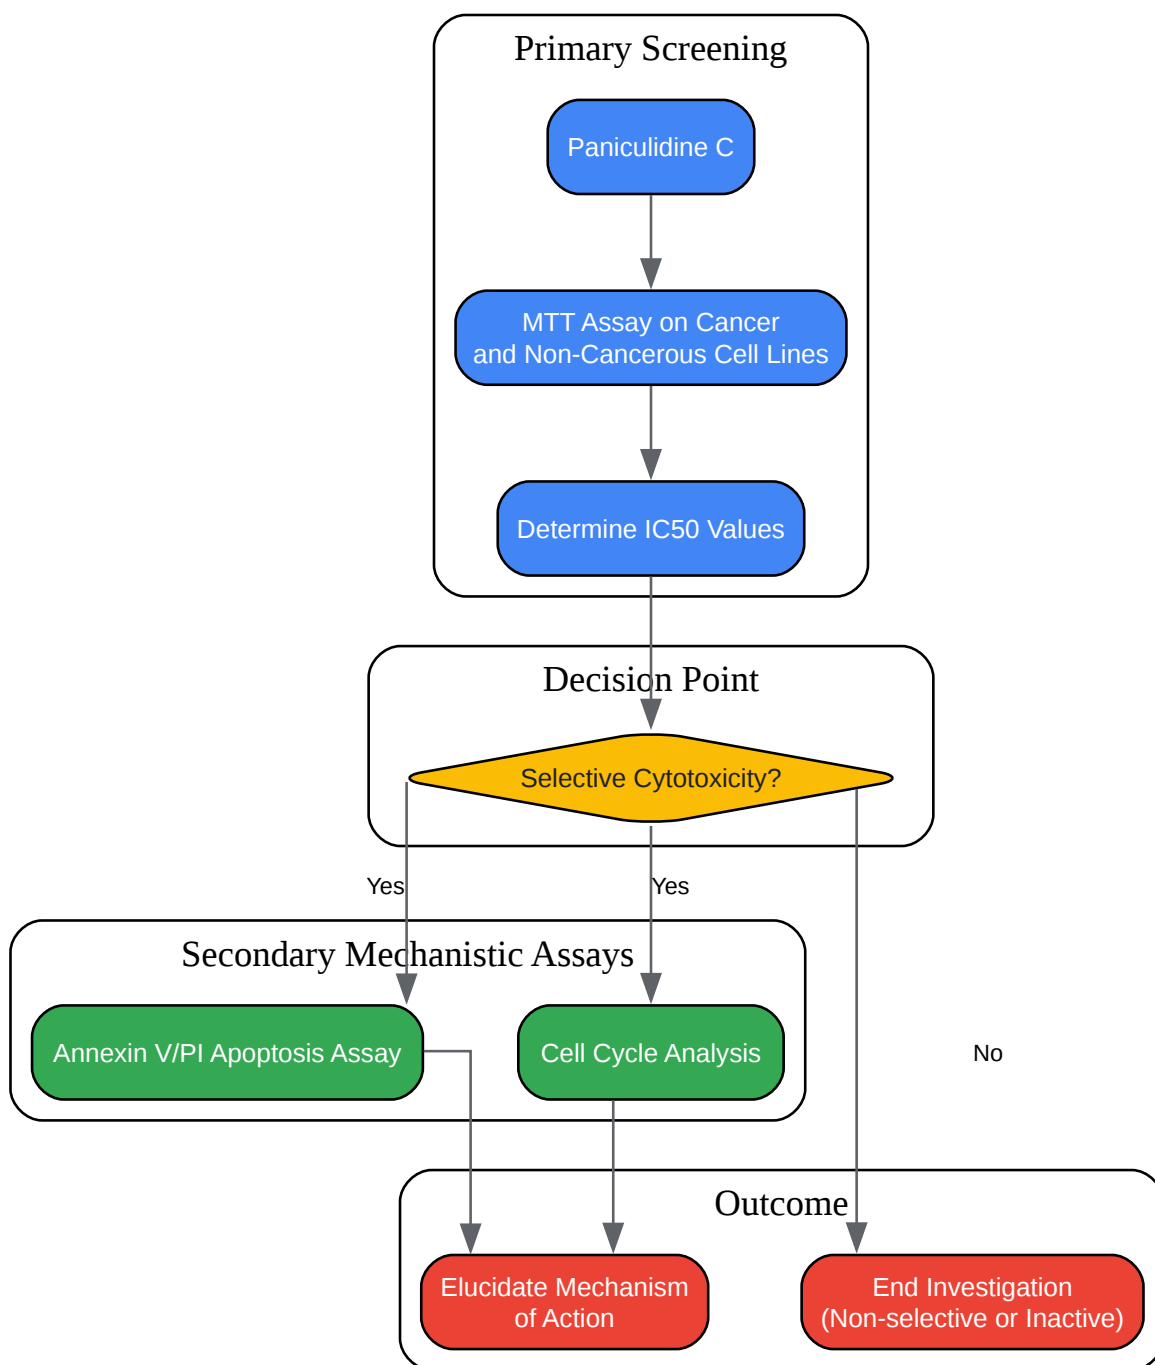 Primary Screening
Paniculidine C
MTT Assay on Cancer
and Non-Cancerous Cell Lines
Determine IC50 Values
Decision Point
Selective Cytotoxicity?
Yes
Yes
Secondary Mechanistic Assays
Annexin V/PI Apoptosis Assay
Cell Cycle Analysis
No
Outcome
Elucidate Mechanism
of Action
End Investigation
(Non-selective or Inactive)